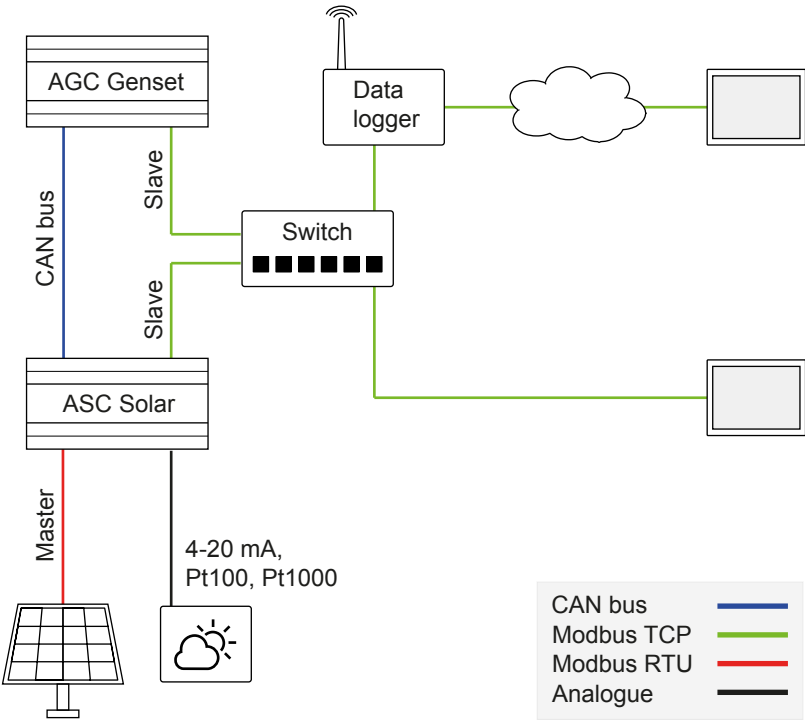 AGC Genset
Data
logger
CAN bus
Slave
Switch
Slave
ASC Solar
Master
4-20 mA,
Pt100, Pt1000
CAN bus
Modbus TCP
Modbus RTU
Analogue